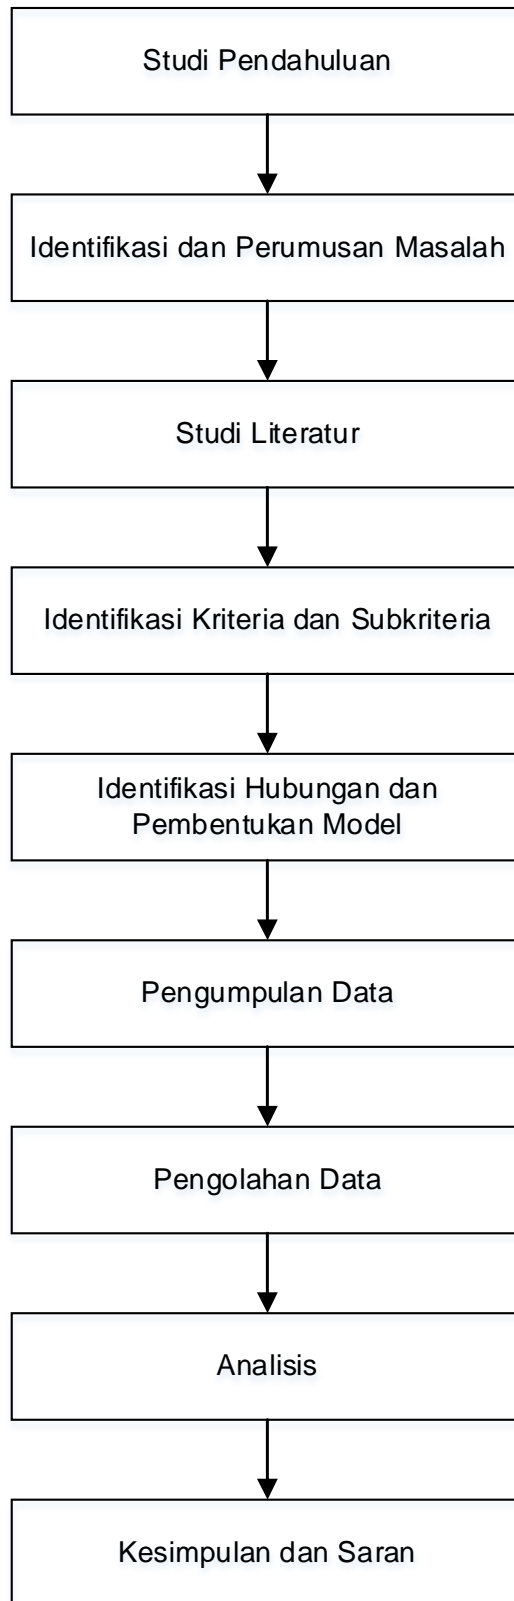 Studi Pendahuluan
Identifikasi dan Perumusan Masalah
Studi Literatur
Identifikasi Kriteria dan Subkriteria
Identifikasi Hubungan dan
Pembentukan Model
Pengumpulan Data
Pengolahan Data
Analisis
Kesimpulan dan Saran